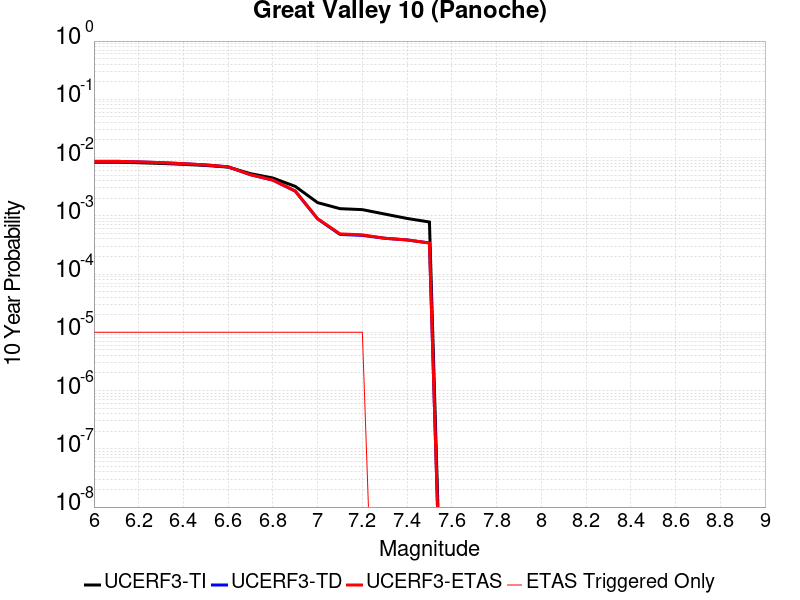 Great Valley 10 (Panoche)
10 0
10 -1
10 -2
10 -3
10 -4
10 -5
10 -6
10 -7
10 -8
10 Year Probability
6 6.2 6.4 6.6 6.8 7 7.2 7.4 7.6 7.8 8 8.2 8.4 8.6 8.8 9
Magnitude
UCERF3-TI UCERF3-TD UCERF3-ETAS ETAS Triggered Only